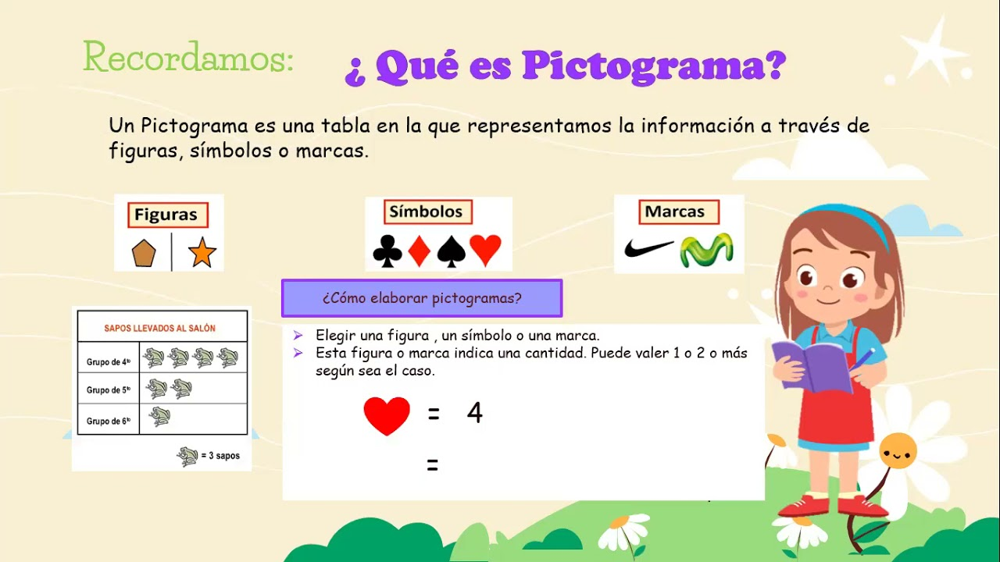 Recordamos:
¿ Qué es Pictograma?
Un Pictograma es una tabla en la que representamos la información a través de
figuras, símbolos o marcas.
Figuras
Símbolos
Marcas
¿Cómo elaborar pictogramas?
SAPOS LLEVADOS AL SALÓN
Grupo de 4to
Grupo de 5to
Grupo de 6to
= 3 sapos
Elegir una figura , un símbolo o una marca.
Esta figura o marca indica una cantidad. Puede valer 1 o 2 o más
según sea el caso.
= 4
=